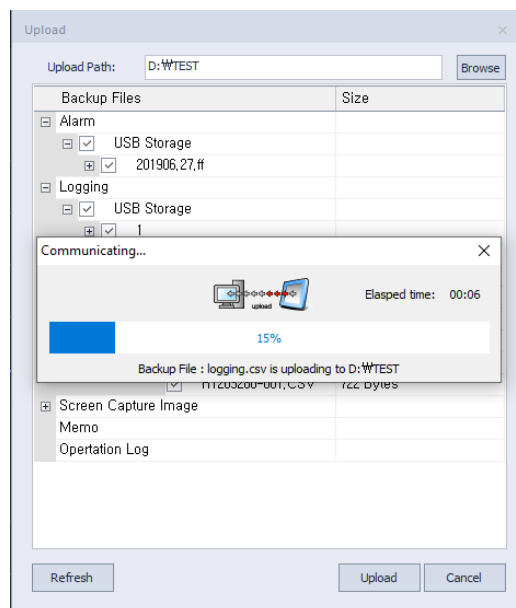 Upload
Upload Path: D:₩TEST Browse
Backup Files Size
Alarm
USB Storage
201906,27,ff
Logging
USB Storage
1
Communicating...
upload
Elasped time: 00:06
15%
Backup File : logging.csv is uploading to D:₩TEST
722 bytes
Screen Capture Image
Memo
Opertation Log
Refresh Upload Cancel